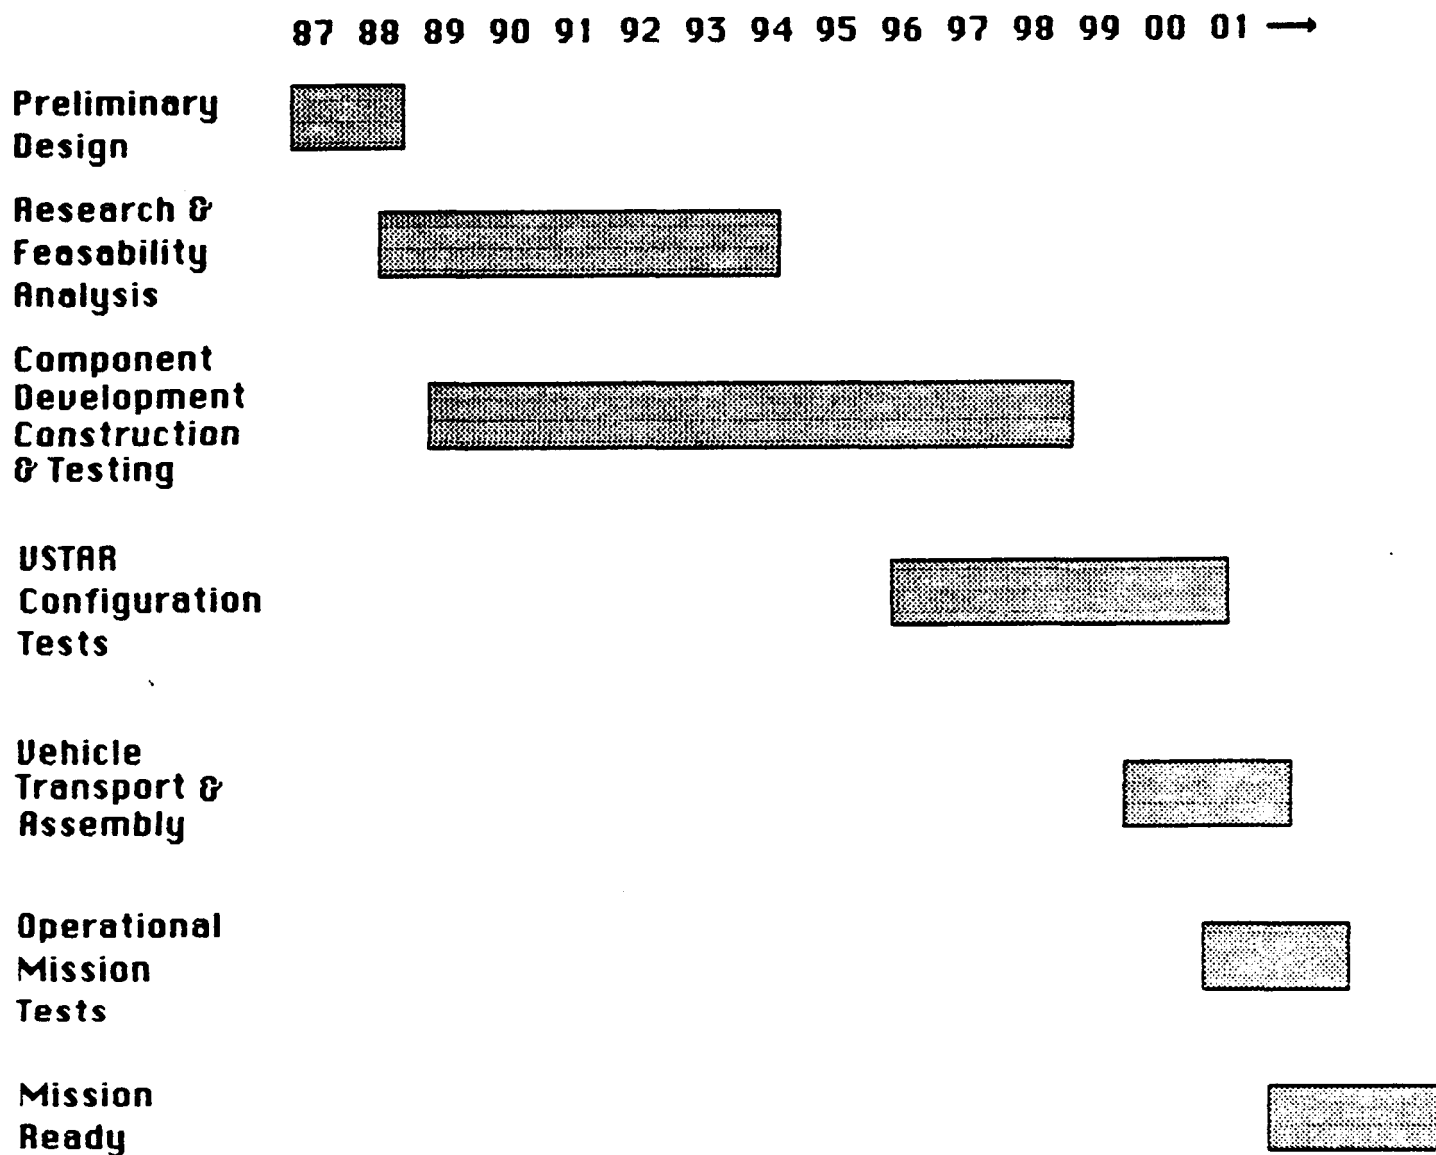 87 88 89 90 91 92 93 94 95 96 97 98 99 00 01 →
Preliminary
Design
Research &
Feasability
Analysis
Component
Development
Construction
& Testing
VSTAR
Configuration
Tests
Vehicle
Transport &
Assembly
Operational
Mission
Tests
Mission
Ready